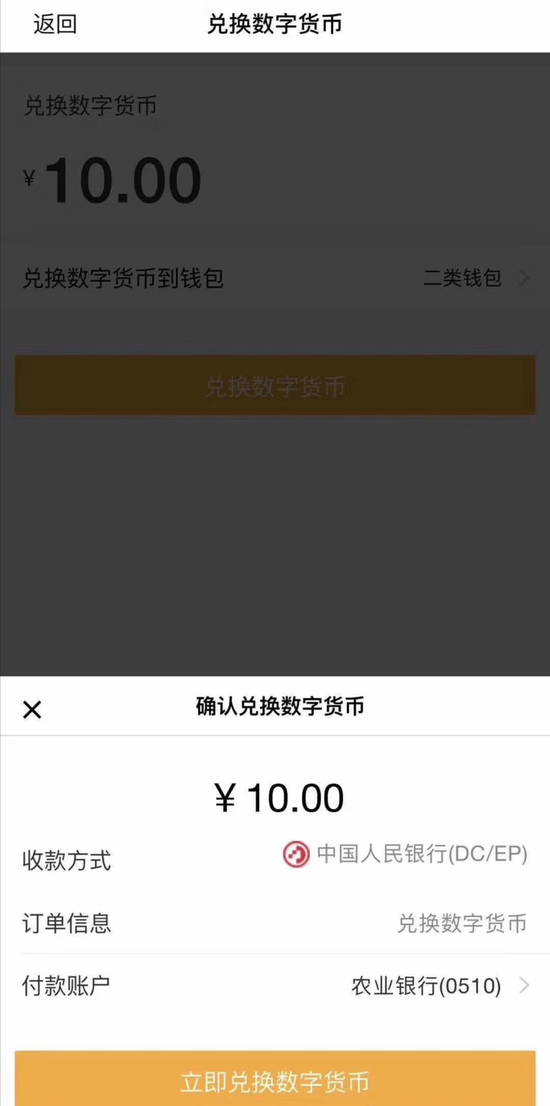 返回 兑换数字货币
兑换数字货币
¥ 10.00
兑换数字货币到钱包 二类钱包
兑换数字货币
确认兑换数字货币
¥ 10.00
收款方式 中国人民银行(DC/EP)
订单信息 兑换数字货币
付款账户 农业银行(0510)
立即兑换数字货币